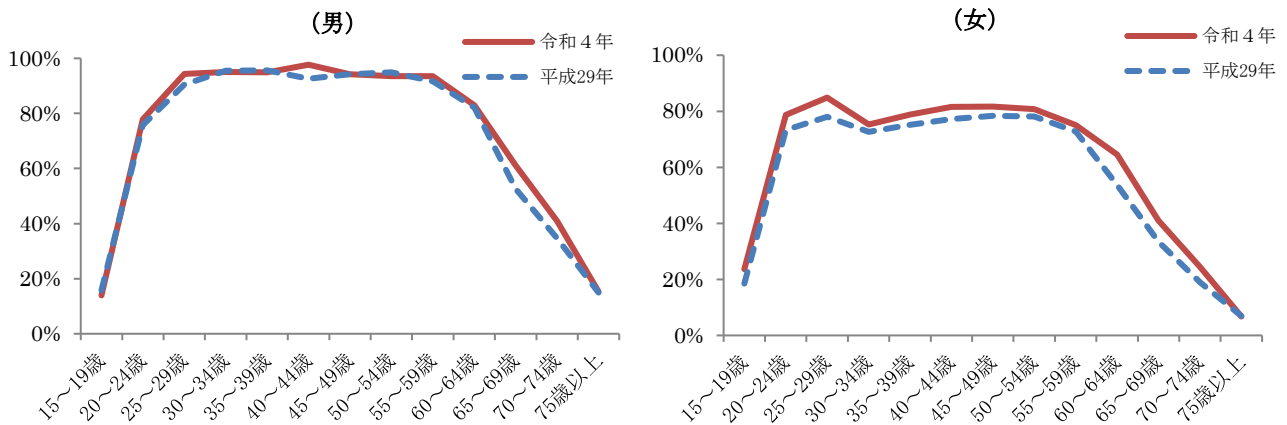 （男）
令和４年
平成29年
100%
80%
60%
40%
20%
0%
15～19歳
20～24歳
25～29歳
30～34歳
35～39歳
40～44歳
45～49歳
50～54歳
55～59歳
60～64歳
65～69歳
70～74歳
75歳以上
（女）
令和４年
平成29年
100%
80%
60%
40%
20%
0%
15～19歳
20～24歳
25～29歳
30～34歳
35～39歳
40～44歳
45～49歳
50～54歳
55～59歳
60～64歳
65～69歳
70～74歳
75歳以上